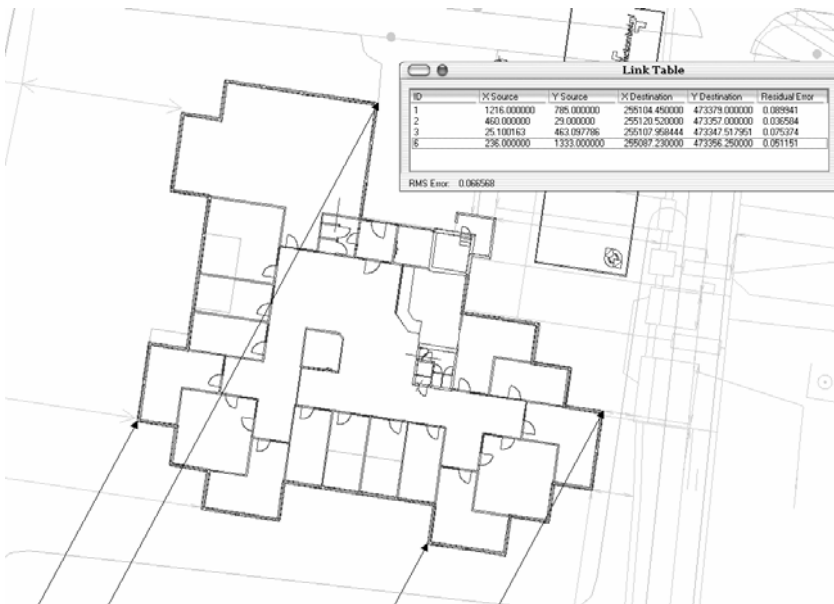 Link Table
ID X Source Y Source X Destination Y Destination Residual Error
1 1216.000000 785.000000 255104.450000 473379.000000 0.089941
2 460.000000 29.000000 255120.520000 473357.000000 0.036584
3 25.100163 463.097786 255107.958444 473347.517951 0.075374
6 236.000000 1333.000000 255087.230000 473356.250000 0.051151
RMS Error: 0.066568